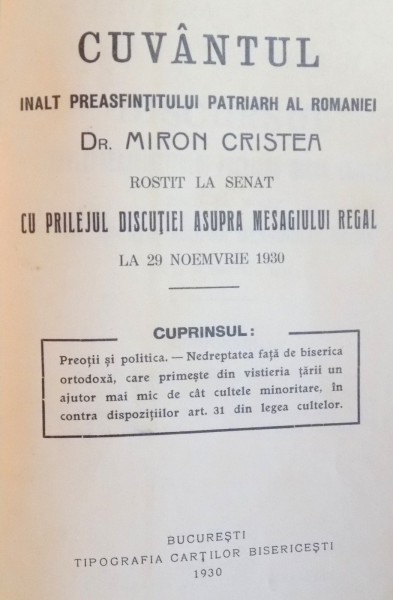 CUVÂNTUL
INALT PREASFINȚITULUI PATRIARH AL ROMANIEI
DR. MIRON CRISTEA
ROSTIT LA SENAT
CU PRILEJUL DISCUȚIEI ASUPRA MESAGIULUI REGAL
LA 29 NOEMVRIE 1930
CUPRINSUL:
Preoții și politica. — Nedreptatea față de biserica
ortodoxă, care primește din vistieria țării un
ajutor mai mic de cât cultele minoritare, în
contra dispozițiilor art. 31 din legea cultelor.
BUCUREȘTI
TIPOGRAFIA CARȚILOR BISERICEȘTI
1930